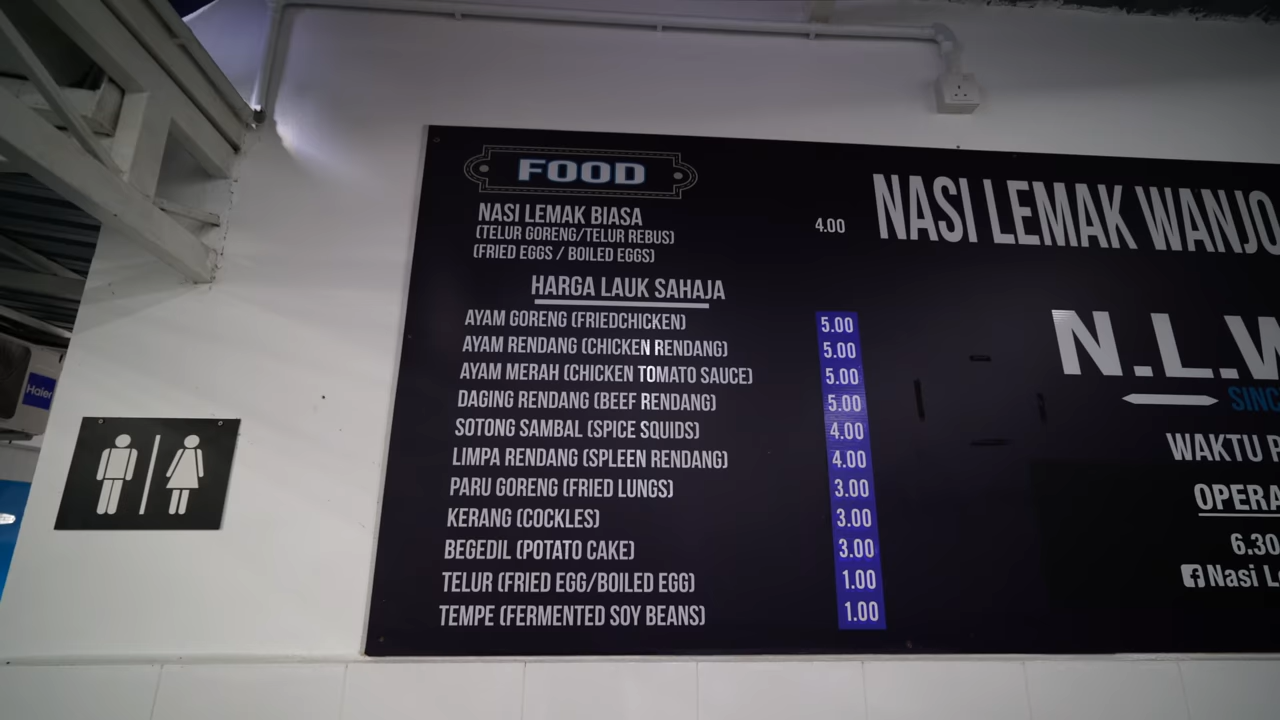 FOOD
NASI LEMAK BIASA 4.00
(TELUR GORENG/TELUR REBUS)
(FRIED EGGS / BOILED EGGS)
HARGA LAUK SAHAJA
AYAM GORENG (FRIEDCHICKEN) 5.00
AYAM RENDANG (CHICKEN RENDANG) 5.00
AYAM MERAH (CHICKEN TOMATO SAUCE) 5.00
DAGING RENDANG (BEEF RENDANG) 5.00
SOTONG SAMBAL (SPICE SQUIDS) 4.00
LIMPA RENDANG (SPLEEN RENDANG) 4.00
PARU GORENG (FRIED LUNGS) 3.00
KERANG (COCKLES) 3.00
BEGEDIL (POTATO CAKE) 3.00
TELUR (FRIED EGG/BOILED EGG) 1.00
TEMPE (FERMENTED SOY BEANS) 1.00
NASI LEMAK WANJO
N.L.W
SINC
WAKTU P
OPERA
6.30
Nasi Le
Haier